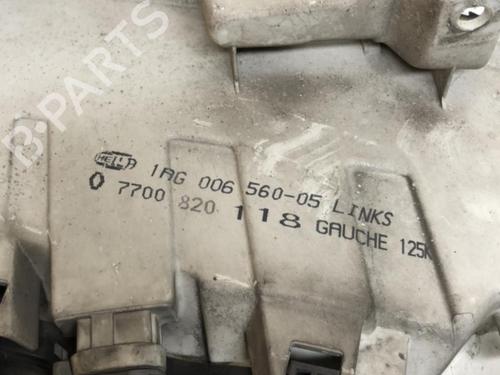 B-PARTS
HELLA 1AG 006 560-05 LINKS
0 7700 820 118 GAUCHE 125K